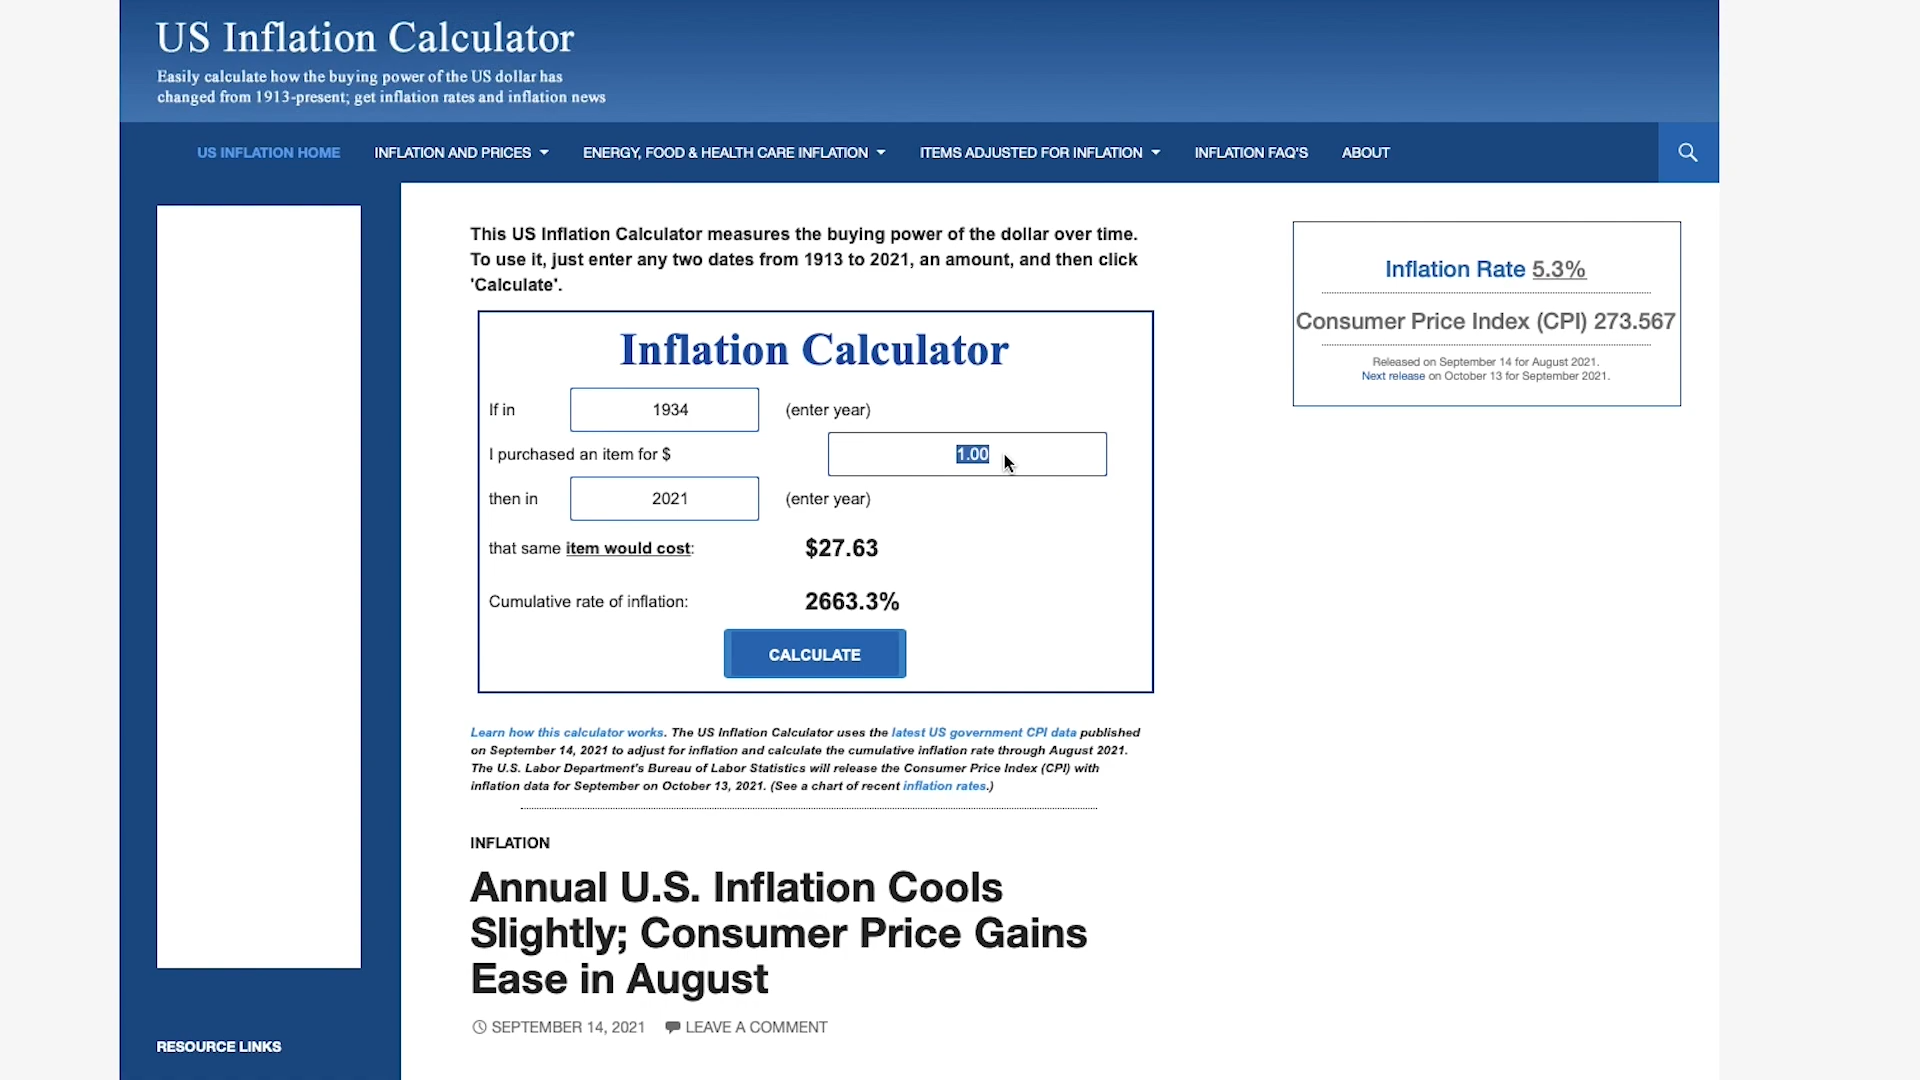 US Inflation Calculator
Easily calculate how the buying power of the US dollar has
changed from 1913-present; get inflation rates and inflation news
US INFLATION HOME
INFLATION AND PRICES
ENERGY, FOOD & HEALTH CARE INFLATION
ITEMS ADJUSTED FOR INFLATION
INFLATION FAQ'S
ABOUT
This US Inflation Calculator measures the buying power of the dollar over time.
To use it, just enter any two dates from 1913 to 2021, an amount, and then click
'Calculate'.
Inflation Calculator
If in 1934 (enter year)
I purchased an item for $ 1.00
then in 2021 (enter year)
that same item would cost: $27.63
Cumulative rate of inflation: 2663.3%
CALCULATE
Learn how this calculator works. The US Inflation Calculator uses the latest US government CPI data published
on September 14, 2021 to adjust for inflation and calculate the cumulative inflation rate through August 2021.
The U.S. Labor Department's Bureau of Labor Statistics will release the Consumer Price Index (CPI) with
inflation data for September on October 13, 2021. (See a chart of recent inflation rates.)
INFLATION
Annual U.S. Inflation Cools
Slightly; Consumer Price Gains
Ease in August
SEPTEMBER 14, 2021 LEAVE A COMMENT
Inflation Rate 5.3%
Consumer Price Index (CPI) 273.567
Released on September 14 for August 2021.
Next release on October 13 for September 2021.
RESOURCE LINKS